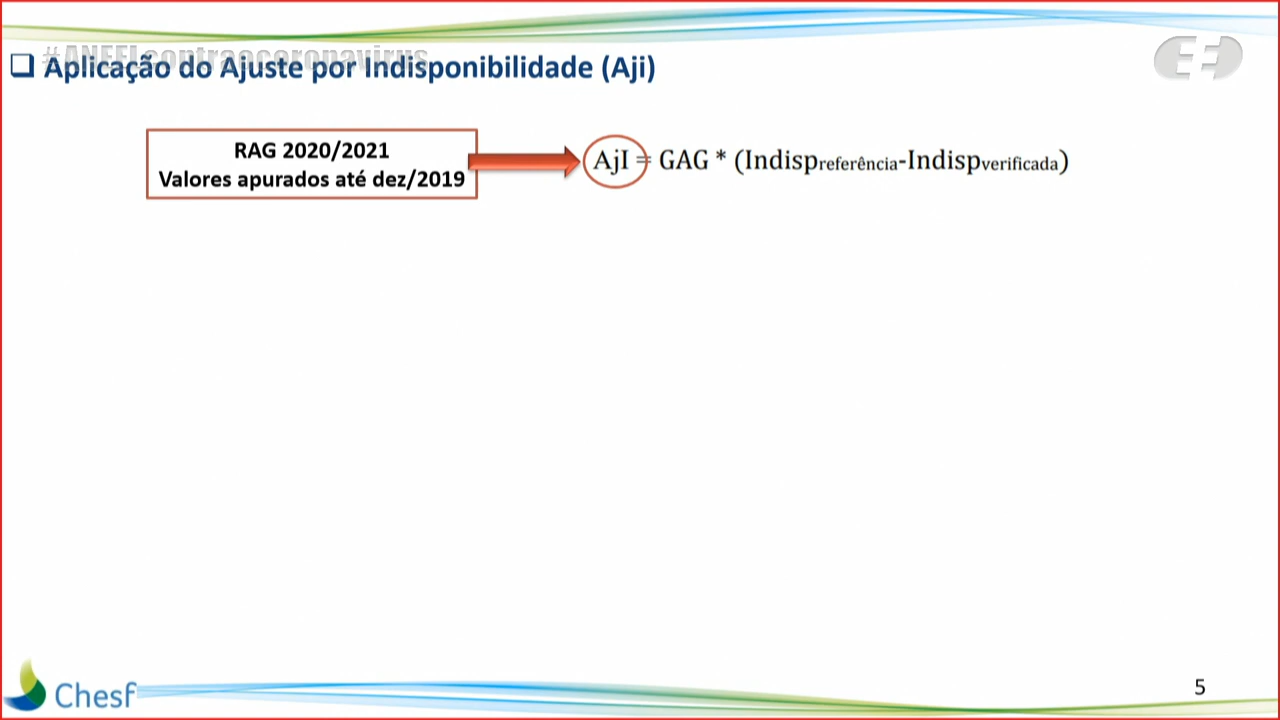 #ANEELcontraocoronavirus
❑ Aplicação do Ajuste por Indisponibilidade (Aji)
RAG 2020/2021
Valores apurados até dez/2019
AjI = GAG * (Indispreferência-Indispverificada)
Chesf
5